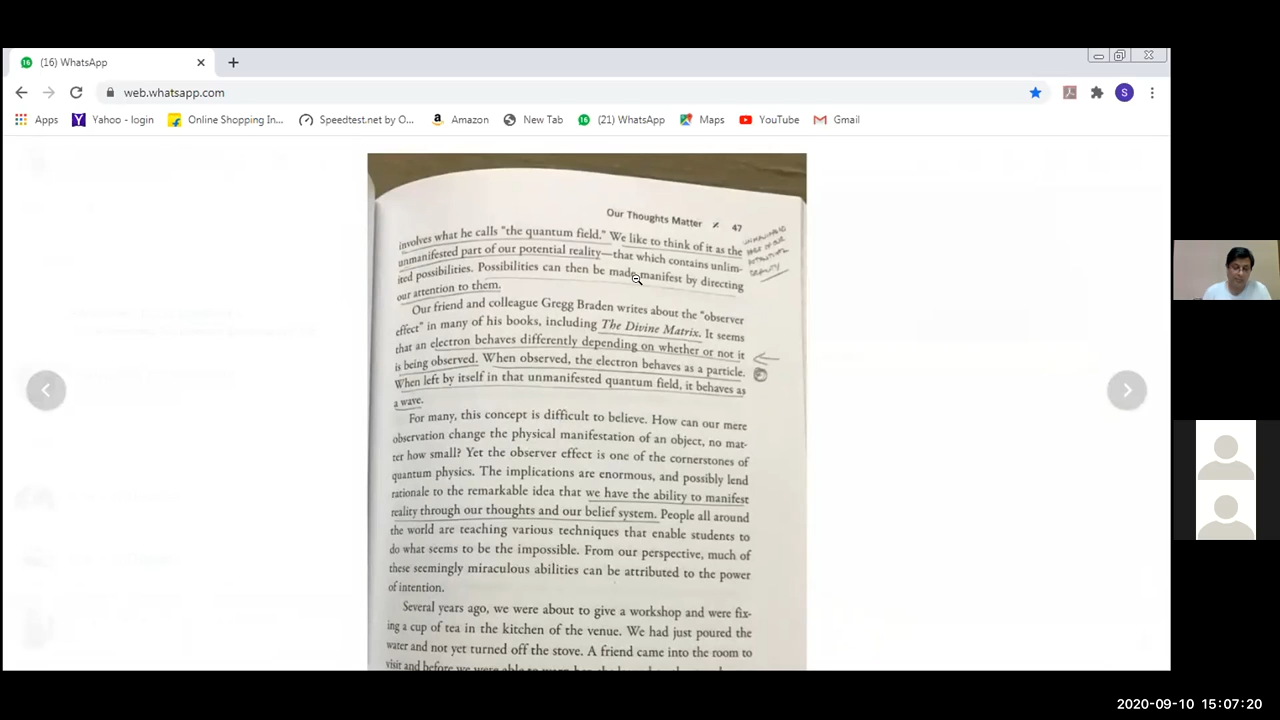 (16) WhatsApp
web.whatsapp.com
S
Apps Yahoo - login Online Shopping In... Speedtest.net by O... Amazon New Tab (21) WhatsApp Maps YouTube Gmail
Our Thoughts Matter 47
involves what he calls "the quantum field." We like to think of it as the
unmanifested part of our potential reality—that which contains unlim-
ited possibilities. Possibilities can then be made manifest by directing
our attention to them.
Our friend and colleague Gregg Braden writes about the "observer
effect" in many of his books, including The Divine Matrix. It seems
that an electron behaves differently depending on whether or not it
is being observed. When observed, the electron behaves as a particle.
When left by itself in that unmanifested quantum field, it behaves as
a wave.
For many, this concept is difficult to believe. How can our mere
observation change the physical manifestation of an object, no mat-
ter how small? Yet the observer effect is one of the cornerstones of
quantum physics. The implications are enormous, and possibly lend
rationale to the remarkable idea that we have the ability to manifest
reality through our thoughts and our belief system. People all around
the world are teaching various techniques that enable students to
do what seems to be the impossible. From our perspective, much of
these seemingly miraculous abilities can be attributed to the power
of intention.
Several years ago, we were about to give a workshop and were fix-
ing a cup of tea in the kitchen of the venue. We had just poured the
water and not yet turned off the stove. A friend came into the room to
visit and before we were able to
2020-09-10 15:07:20